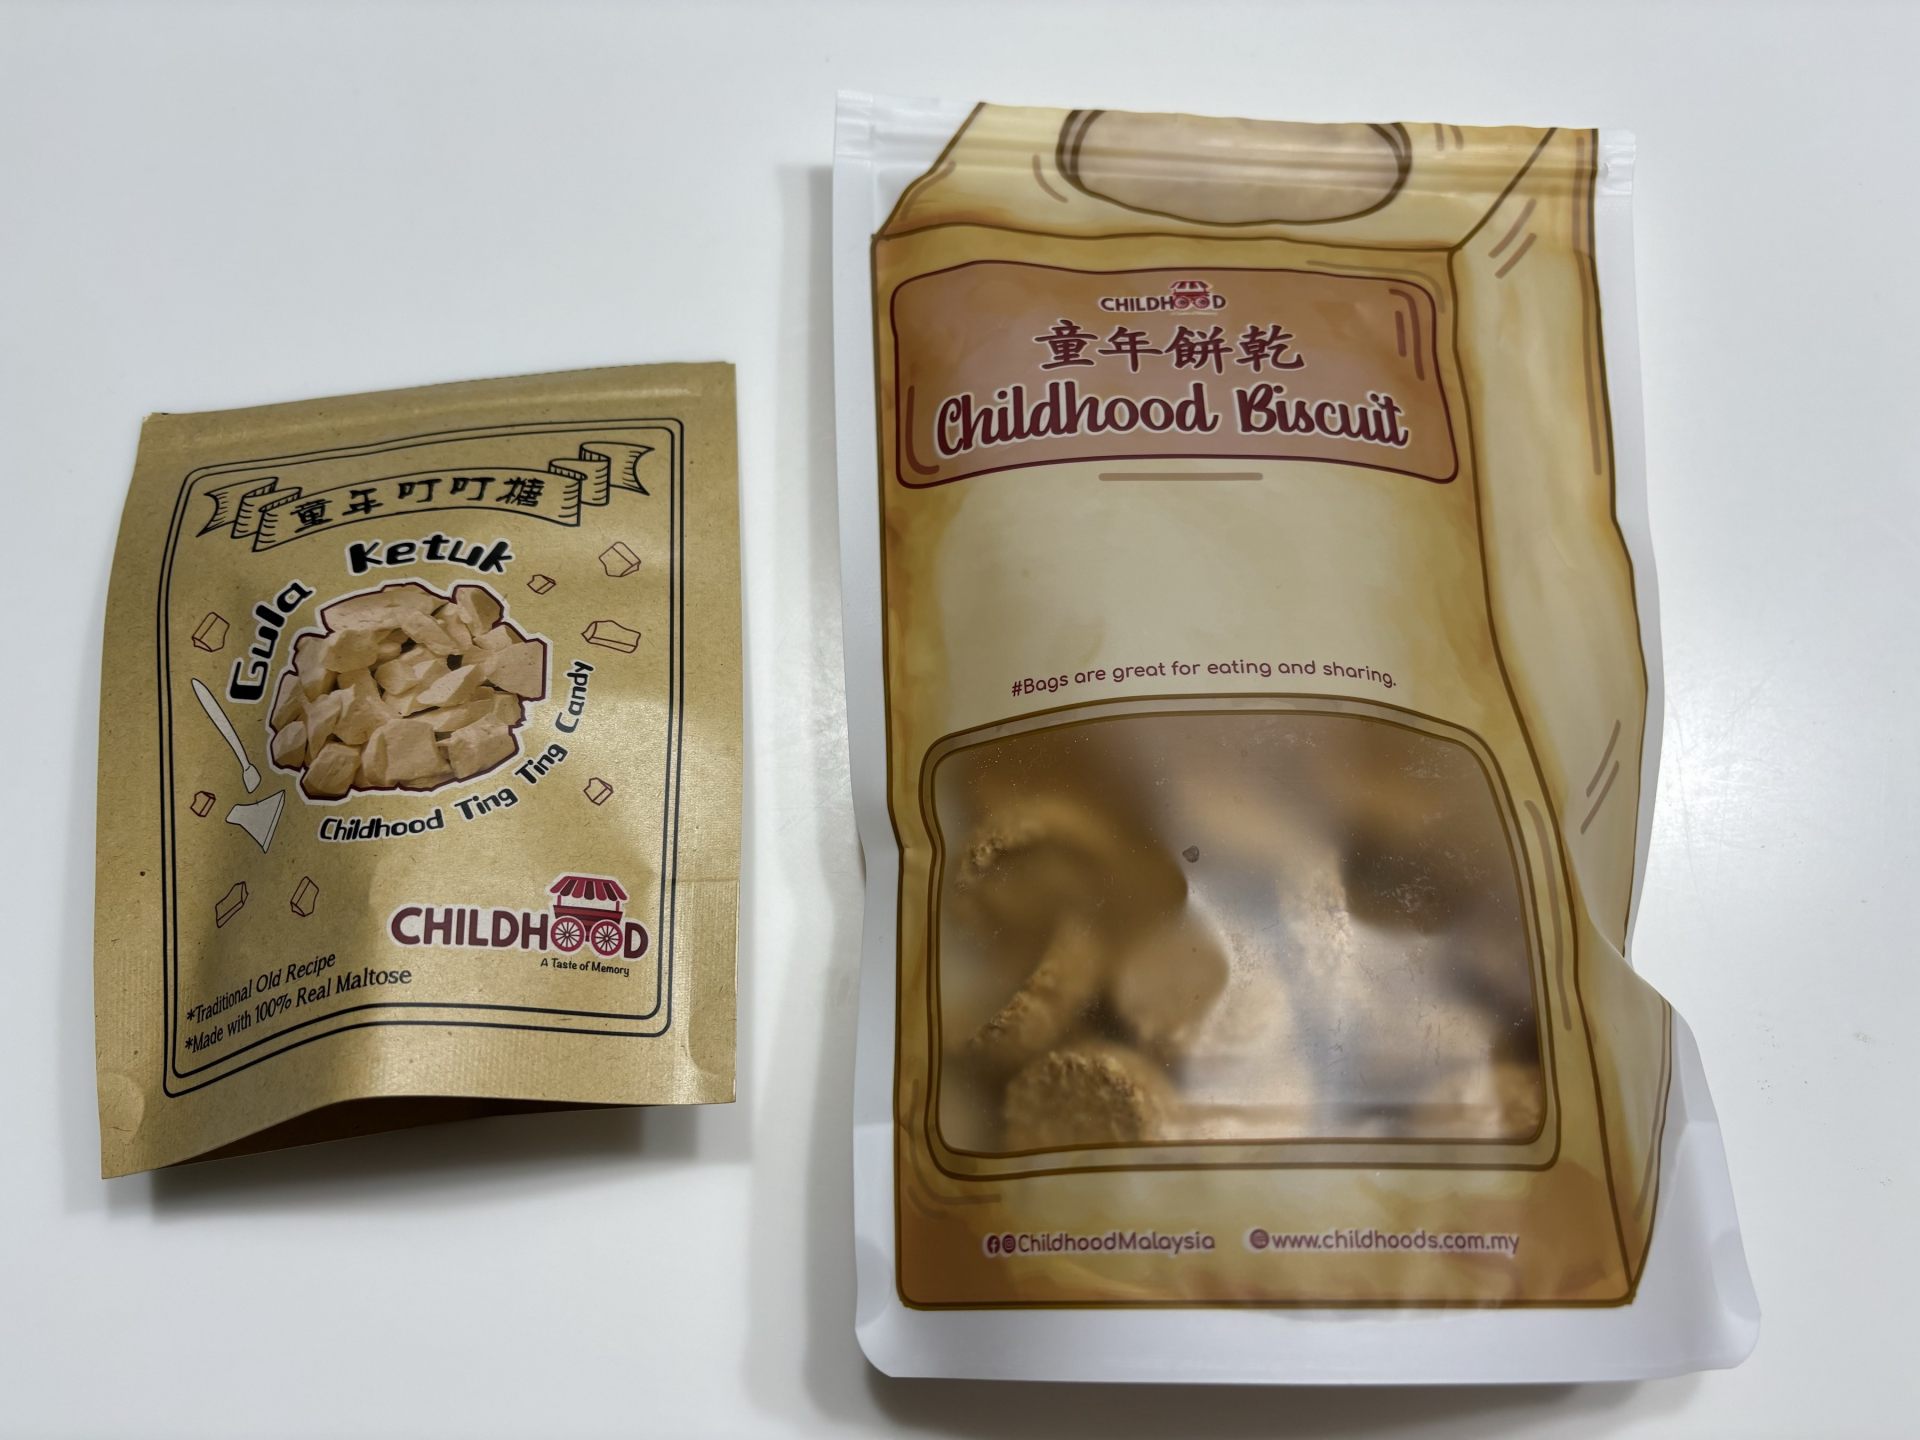 童年叮叮糖
Gula Ketuk
Childhood Ting Ting Candy
CHILDHOOD
A Taste of Memory
*Traditional Old Recipe
*Made with 100% Real Maltose
CHILDHOOD
童年餅乾
Childhood Biscuit
#Bags are great for eating and sharing.
ChildhoodMalaysia www.childhoods.com.my